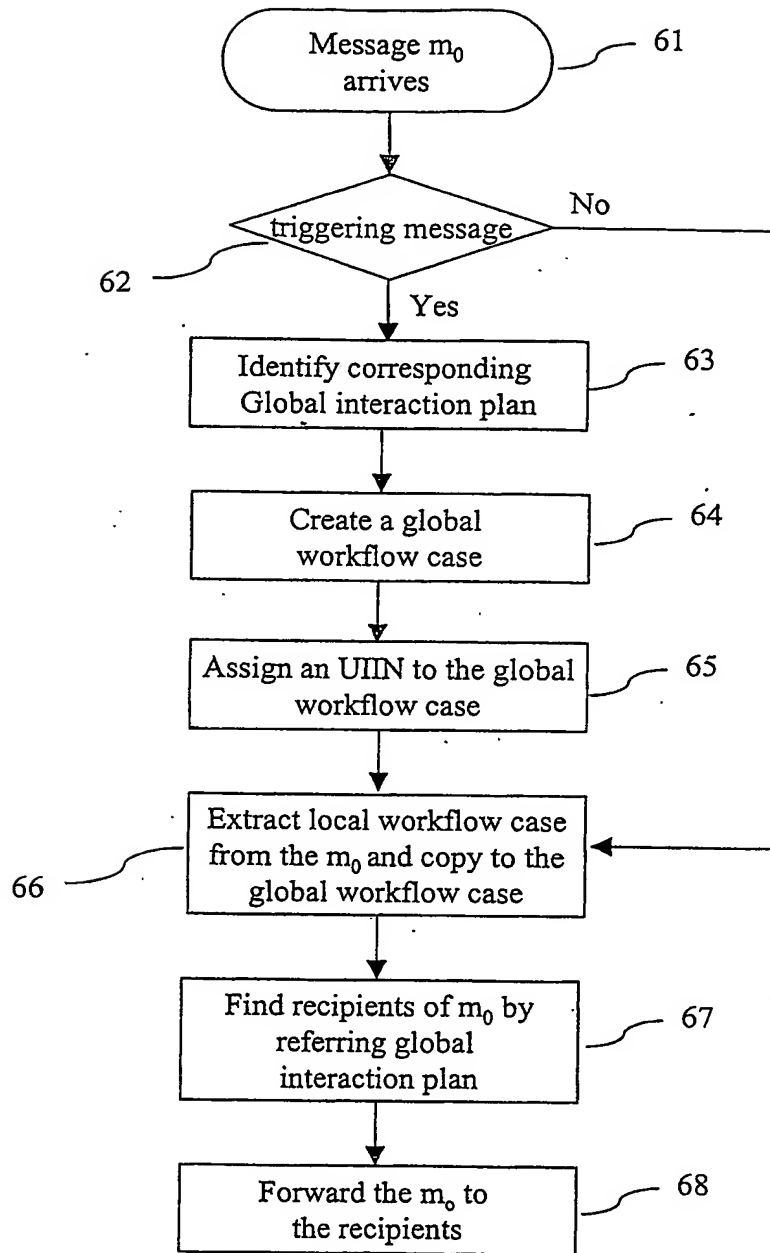 Message m₀
arrives
61
triggering message
No
62
Yes
Identify corresponding
Global interaction plan
63
Create a global
workflow case
64
Assign an UIIN to the global
workflow case
65
Extract local workflow case
from the m₀ and copy to the
global workflow case
66
Find recipients of m₀ by
referring global
interaction plan
67
Forward the mₒ to
the recipients
68